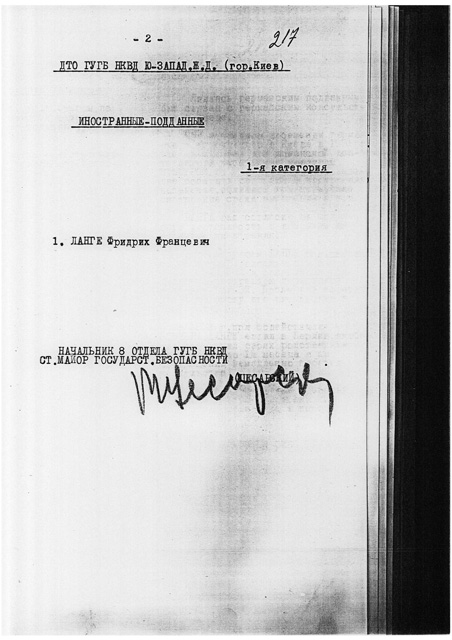 - 2 -
217
ДТО ГУГБ НКВД Ю-ЗАПАД.Ж.Д. (гор.Киев)
ИНОСТРАННЫЕ-ПОДДАННЫЕ
1-я категория
1. ЛАНГЕ Фридрих Францевич
НАЧАЛЬНИК 8 ОТДЕЛА ГУГБ НКВД
СТ.МАЙОР ГОСУДАРСТ.БЕЗОПАСНОСТИ